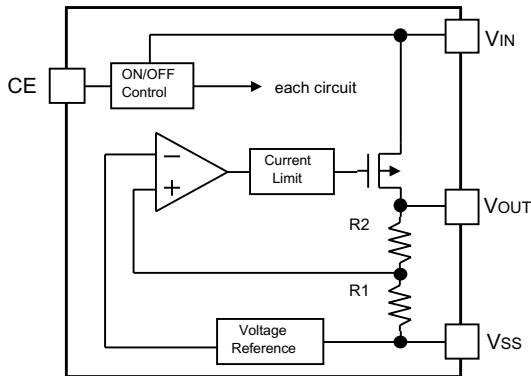 VIN
CE
ON/OFF
Control
each circuit
−
+
Current
Limit
VOUT
R2
R1
Voltage
Reference
VSS